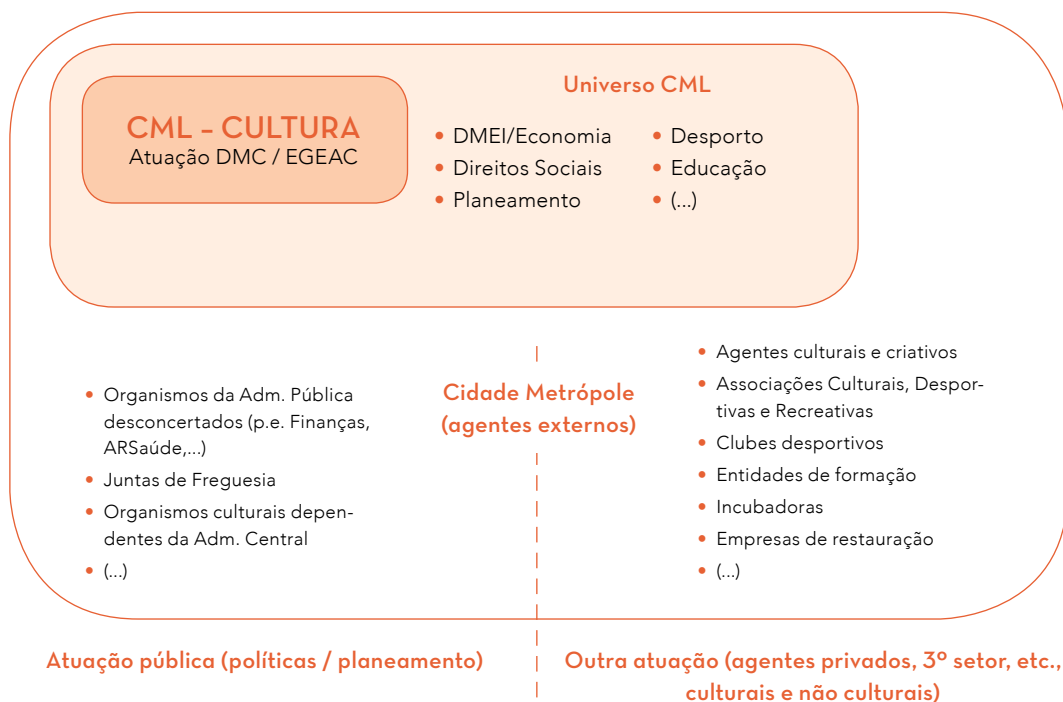 Universo CML
CML – CULTURA
Atuação DMC / EGEAC
• DMEI/Economia
• Direitos Sociais
• Planeamento
• Desporto
• Educação
• (...)
Cidade Metrópole
(agentes externos)
• Organismos da Adm. Pública
desconcertados (p.e. Finanças,
ARSaúde,...)
• Juntas de Freguesia
• Organismos culturais depen-
dentes da Adm. Central
• (...)
• Agentes culturais e criativos
• Associações Culturais, Despor-
tivas e Recreativas
• Clubes desportivos
• Entidades de formação
• Incubadoras
• Empresas de restauração
• (...)
Atuação pública (políticas / planeamento)
Outra atuação (agentes privados, 3º setor, etc.,
culturais e não culturais)